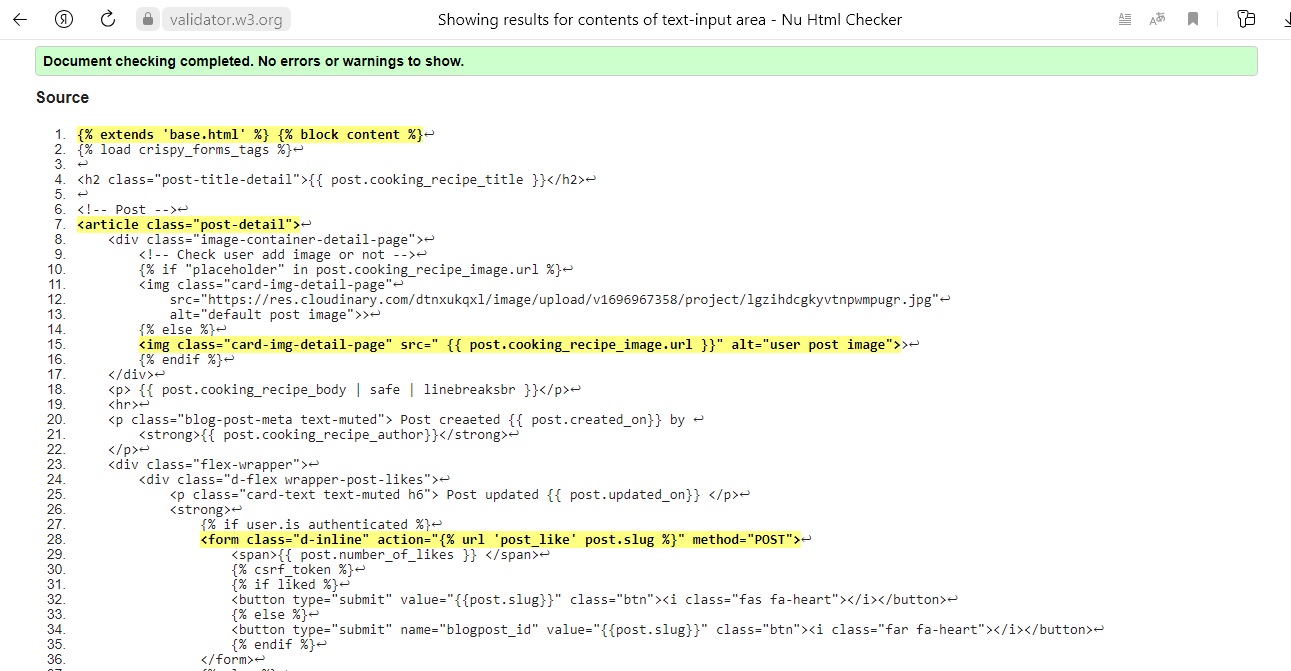 validator.w3.org Showing results for contents of text-input area - Nu Html Checker
Document checking completed. No errors or warnings to show.
Source
1. {% extends 'base.html' %} {% block content %}↩
2. {% load crispy_forms_tags %}↩
3. ↩
4. <h2 class="post-title-detail">{{ post.cooking_recipe_title }}</h2>↩
5. ↩
6. <!-- Post -->↩
7. <article class="post-detail">↩
8. <div class="image-container-detail-page">↩
9. <!-- Check user add image or not -->↩
10. {% if "placeholder" in post.cooking_recipe_image.url %}↩
11. <img class="card-img-detail-page"↩
12. src="https://res.cloudinary.com/dtnxukqxl/image/upload/v1696967358/project/lgzihdcgkyvtnpwmpugr.jpg"↩
13. alt="default post image">>↩
14. {% else %}↩
15. <img class="card-img-detail-page" src=" {{ post.cooking_recipe_image.url }}" alt="user post image">>↩
16. {% endif %}↩
17. </div>↩
18. <p> {{ post.cooking_recipe_body | safe | linebreaksbr }}</p>↩
19. <hr>↩
20. <p class="blog-post-meta text-muted"> Post creaeted {{ post.created_on}} by ↩
21. <strong>{{ post.cooking_recipe_author}}</strong>↩
22. </p>↩
23. <div class="flex-wrapper">↩
24. <div class="d-flex wrapper-post-likes">↩
25. <p class="card-text text-muted h6"> Post updated {{ post.updated_on}} </p>↩
26. <strong>↩
27. {% if user.is authenticated %}↩
28. <form class="d-inline" action="{% url 'post_like' post.slug %}" method="POST">↩
29. <span>{{ post.number_of_likes }} </span>↩
30. {% csrf_token %}↩
31. {% if liked %}↩
32. <button type="submit" value="{{post.slug}}" class="btn"><i class="fas fa-heart"></i></button>↩
33. {% else %}↩
34. <button type="submit" name="blogpost_id" value="{{post.slug}}" class="btn"><i class="far fa-heart"></i></button>↩
35. {% endif %}↩
36. </form>↩